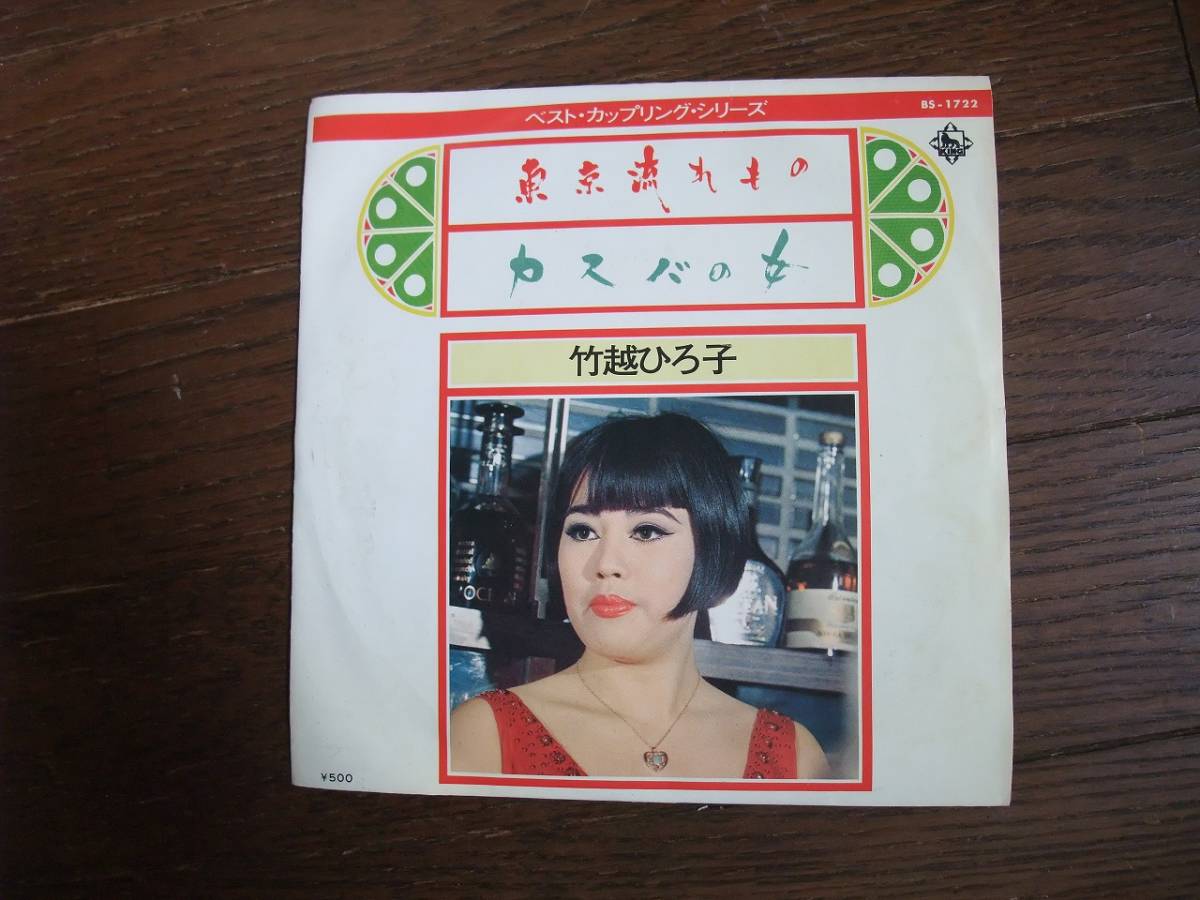 ベスト・カップリング・シリーズ
BS-1722
KING
東京流れもの
カスバの女
竹越ひろ子
¥500